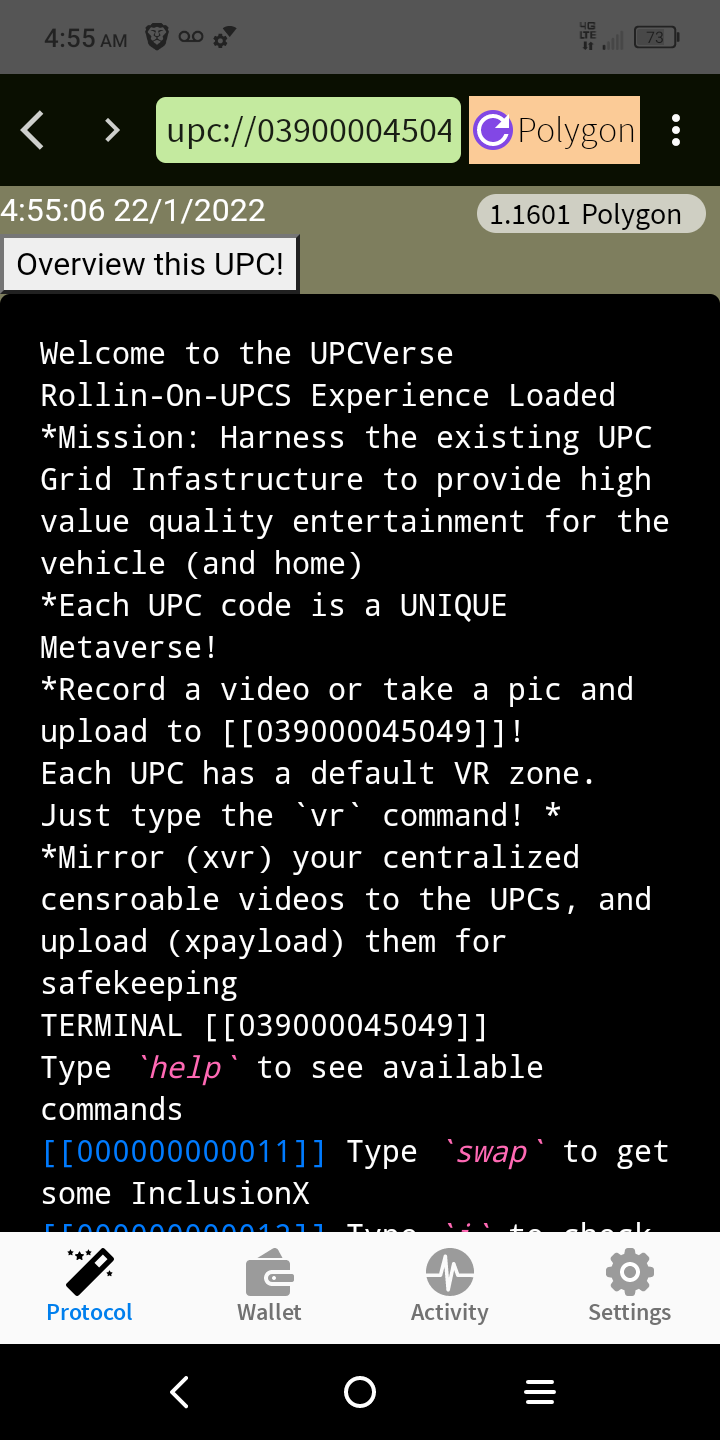 4:55 AM
4G
LTE
73
upc://03900004504
Polygon
4:55:06 22/1/2022
1.1601 Polygon
Overview this UPC!
Welcome to the UPCVerse
Rollin-On-UPCS Experience Loaded
*Mission: Harness the existing UPC
Grid Infastructure to provide high
value quality entertainment for the
vehicle (and home)
*Each UPC code is a UNIQUE
Metaverse!
*Record a video or take a pic and
upload to [[039000045049]]!
Each UPC has a default VR zone.
Just type the `vr` command! *
*Mirror (xvr) your centralized
censroable videos to the UPCs, and
upload (xpayload) them for
safekeeping
TERMINAL [[039000045049]]
Type `help` to see available
commands
[[000000000011]] Type `swap` to get
some InclusionX
[[000000000012]] Type `i` to check
Protocol
Wallet
Activity
Settings